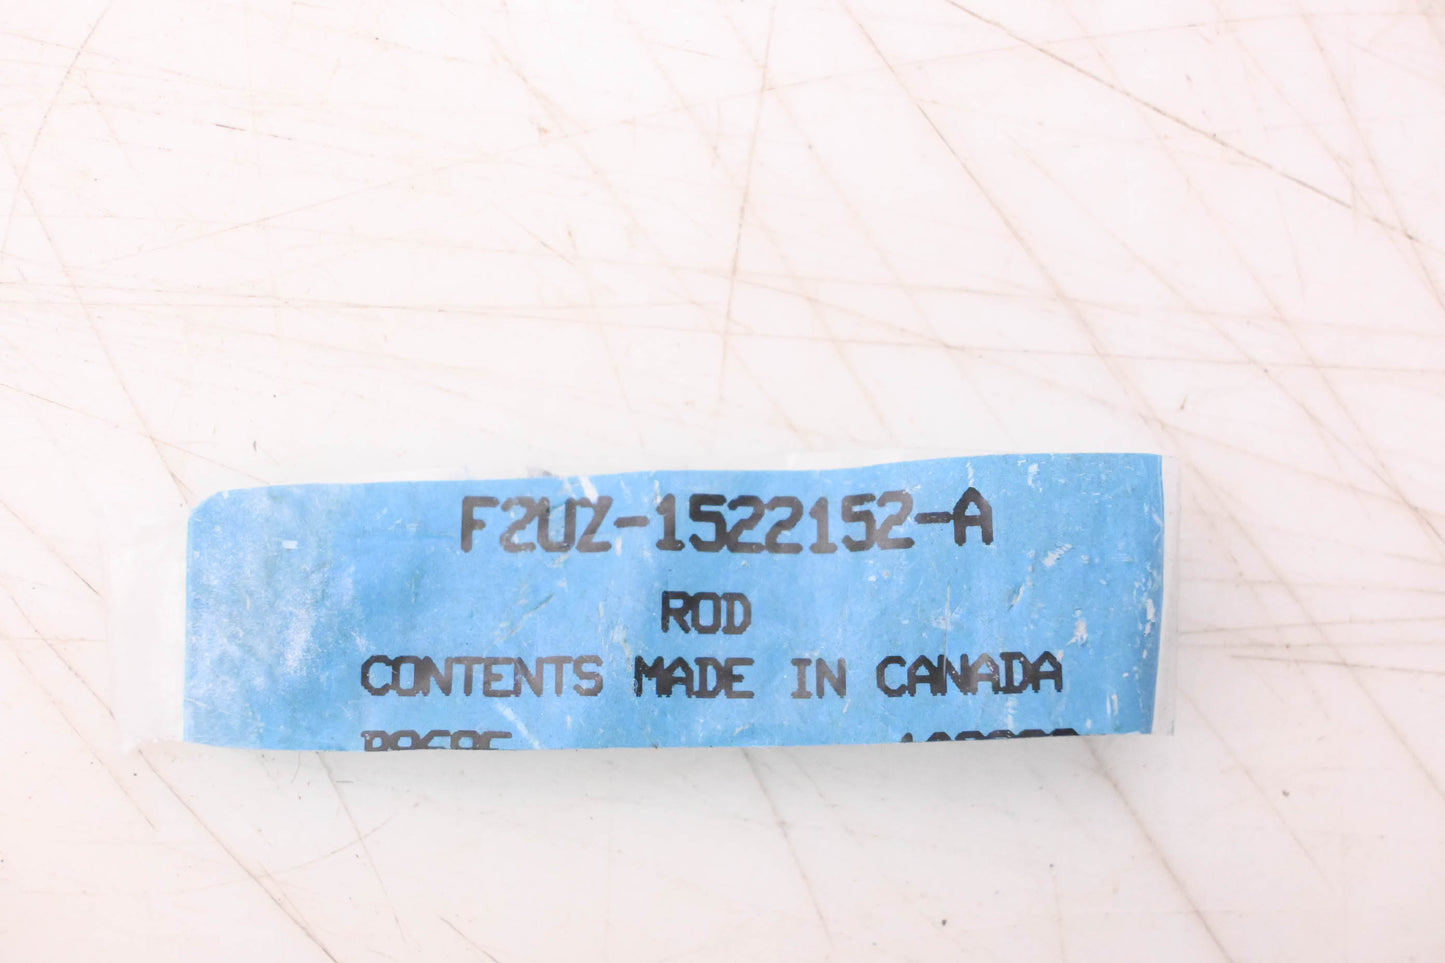 F2UZ-1522152-A
ROD
CONTENTS MADE IN CANADA